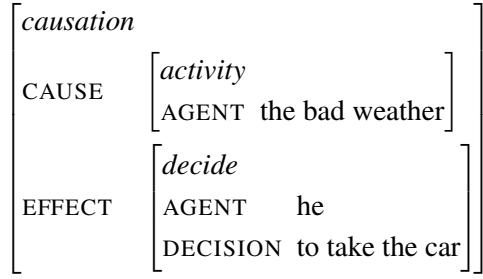 causation
CAUSE activity
AGENT the bad weather
EFFECT decide
AGENT he
DECISION to take the car